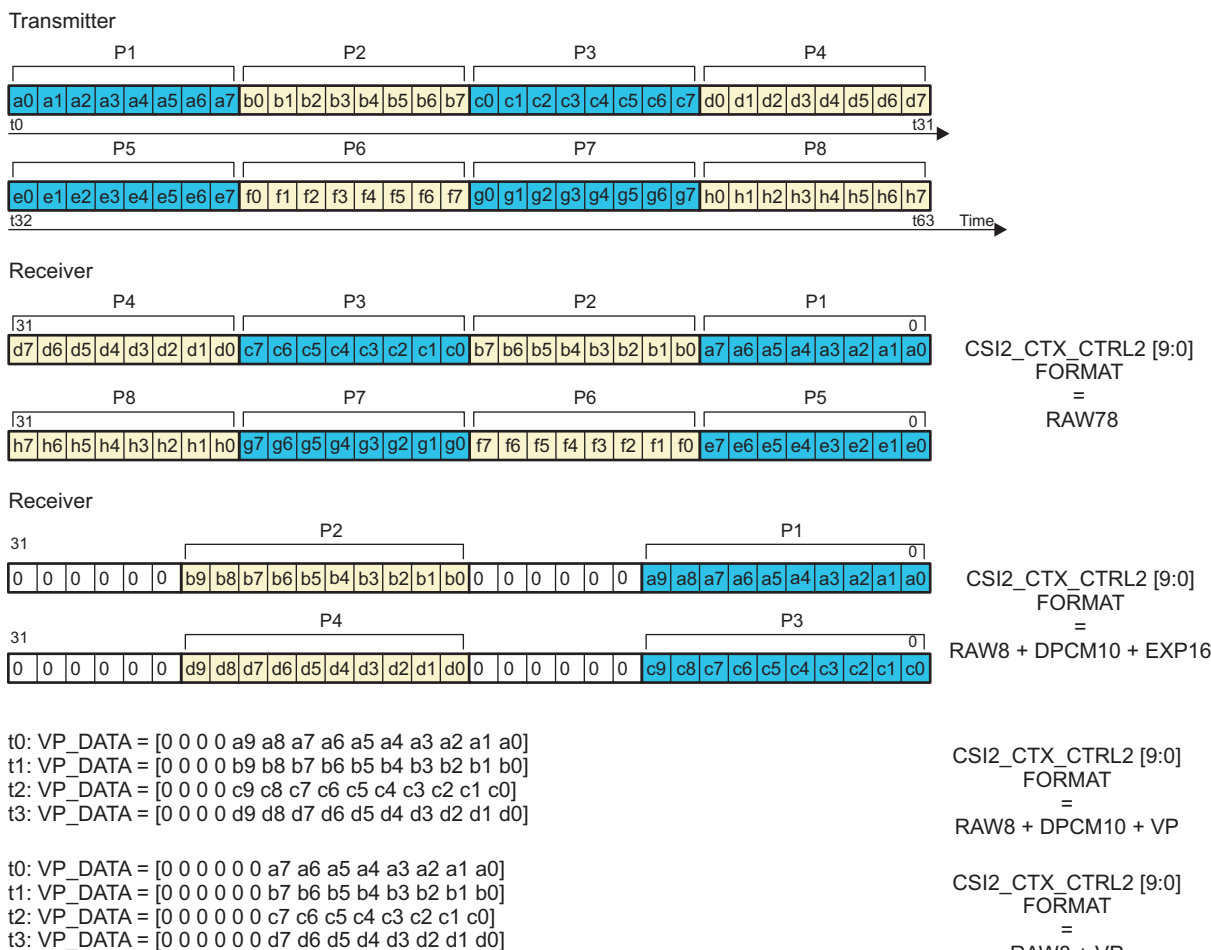 Transmitter
P1 P2 P3 P4
a0 a1 a2 a3 a4 a5 a6 a7 b0 b1 b2 b3 b4 b5 b6 b7 c0 c1 c2 c3 c4 c5 c6 c7 d0 d1 d2 d3 d4 d5 d6 d7
t0 t31
P5 P6 P7 P8
e0 e1 e2 e3 e4 e5 e6 e7 f0 f1 f2 f3 f4 f5 f6 f7 g0 g1 g2 g3 g4 g5 g6 g7 h0 h1 h2 h3 h4 h5 h6 h7
t32 t63 Time
Receiver
P4 P3 P2 P1
31 0
d7 d6 d5 d4 d3 d2 d1 d0 c7 c6 c5 c4 c3 c2 c1 c0 b7 b6 b5 b4 b3 b2 b1 b0 a7 a6 a5 a4 a3 a2 a1 a0
P8 P7 P6 P5
31 0
h7 h6 h5 h4 h3 h2 h1 h0 g7 g6 g5 g4 g3 g2 g1 g0 f7 f6 f5 f4 f3 f2 f1 f0 e7 e6 e5 e4 e3 e2 e1 e0
CSI2_CTX_CTRL2 [9:0]
FORMAT
=
RAW78
Receiver
P2 P1
31 0
0 0 0 0 0 0 b9 b8 b7 b6 b5 b4 b3 b2 b1 b0 0 0 0 0 0 0 a9 a8 a7 a6 a5 a4 a3 a2 a1 a0
P4 P3
31 0
0 0 0 0 0 0 d9 d8 d7 d6 d5 d4 d3 d2 d1 d0 0 0 0 0 0 0 c9 c8 c7 c6 c5 c4 c3 c2 c1 c0
CSI2_CTX_CTRL2 [9:0]
FORMAT
=
RAW8 + DPCM10 + EXP16
t0: VP_DATA = [0 0 0 0 a9 a8 a7 a6 a5 a4 a3 a2 a1 a0]
t1: VP_DATA = [0 0 0 0 b9 b8 b7 b6 b5 b4 b3 b2 b1 b0]
t2: VP_DATA = [0 0 0 0 c9 c8 c7 c6 c5 c4 c3 c2 c1 c0]
t3: VP_DATA = [0 0 0 0 d9 d8 d7 d6 d5 d4 d3 d2 d1 d0]
CSI2_CTX_CTRL2 [9:0]
FORMAT
=
RAW8 + DPCM10 + VP
t0: VP_DATA = [0 0 0 0 0 0 a7 a6 a5 a4 a3 a2 a1 a0]
t1: VP_DATA = [0 0 0 0 0 0 b7 b6 b5 b4 b3 b2 b1 b0]
t2: VP_DATA = [0 0 0 0 0 0 c7 c6 c5 c4 c3 c2 c1 c0]
t3: VP_DATA = [0 0 0 0 0 0 d7 d6 d5 d4 d3 d2 d1 d0]
CSI2_CTX_CTRL2 [9:0]
FORMAT
=
RAW8 + VP